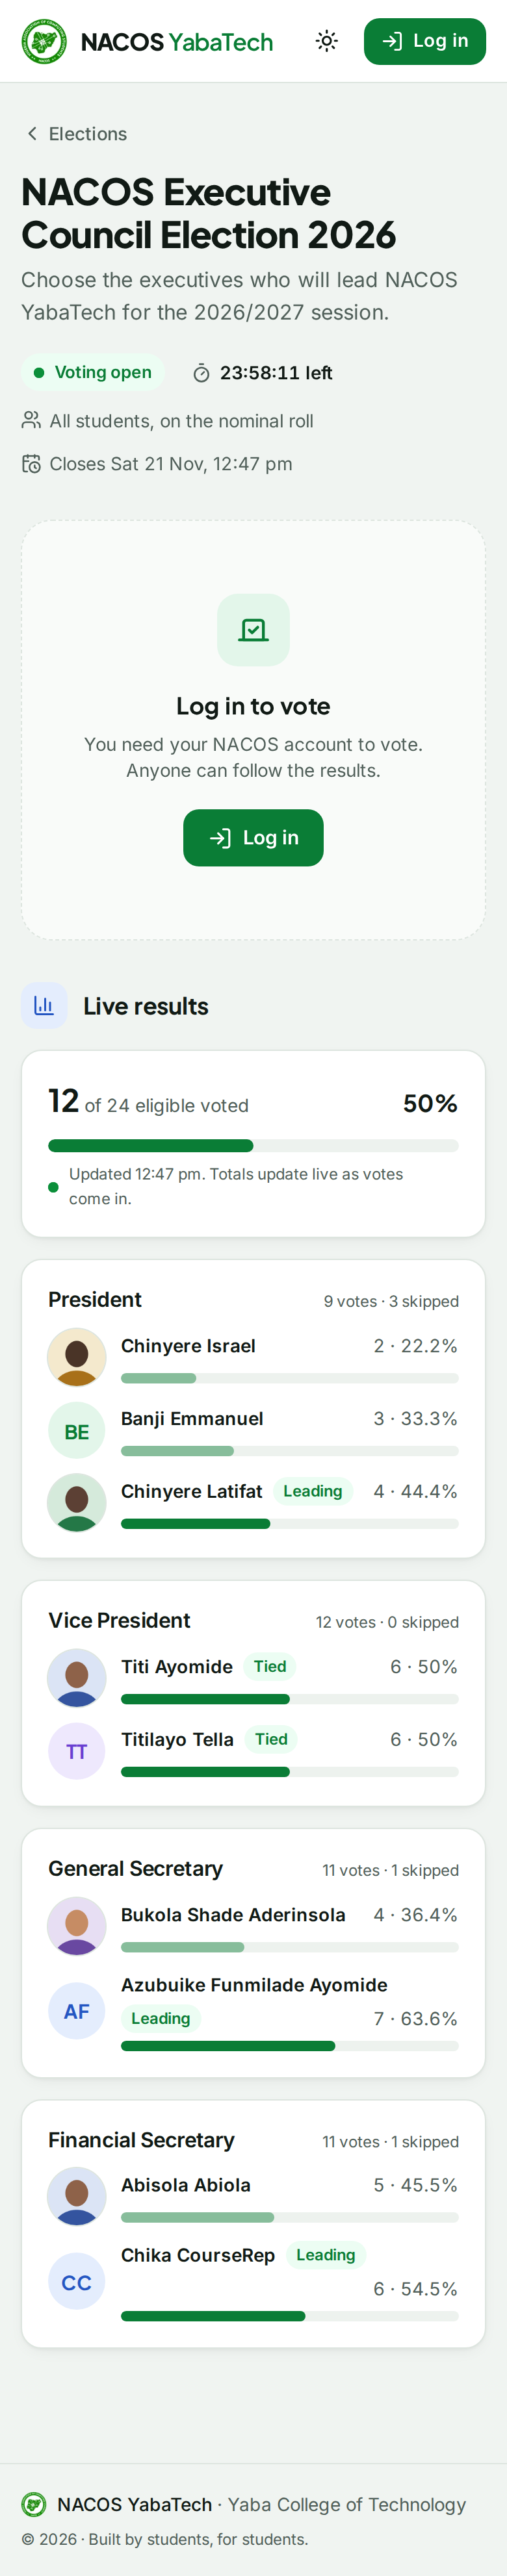 NACOS YabaTech
Log in
Elections
NACOS Executive
Council Election 2026
Choose the executives who will lead NACOS
YabaTech for the 2026/2027 session.
Voting open
23:58:11 left
All students, on the nominal roll
Closes Sat 21 Nov, 12:47 pm
Log in to vote
You need your NACOS account to vote.
Anyone can follow the results.
Log in
Live results
12 of 24 eligible voted
50%
Updated 12:47 pm. Totals update live as votes
come in.
President
9 votes · 3 skipped
Chinyere Israel
2 · 22.2%
BE
Banji Emmanuel
3 · 33.3%
Chinyere Latifat
Leading
4 · 44.4%
Vice President
12 votes · 0 skipped
Titi Ayomide
Tied
6 · 50%
TT
Titilayo Tella
Tied
6 · 50%
General Secretary
11 votes · 1 skipped
Bukola Shade Aderinsola
4 · 36.4%
AF
Azubuike Funmilade Ayomide
Leading
7 · 63.6%
Financial Secretary
11 votes · 1 skipped
Abisola Abiola
5 · 45.5%
CC
Chika CourseRep
Leading
6 · 54.5%
NACOS YabaTech · Yaba College of Technology
© 2026 · Built by students, for students.